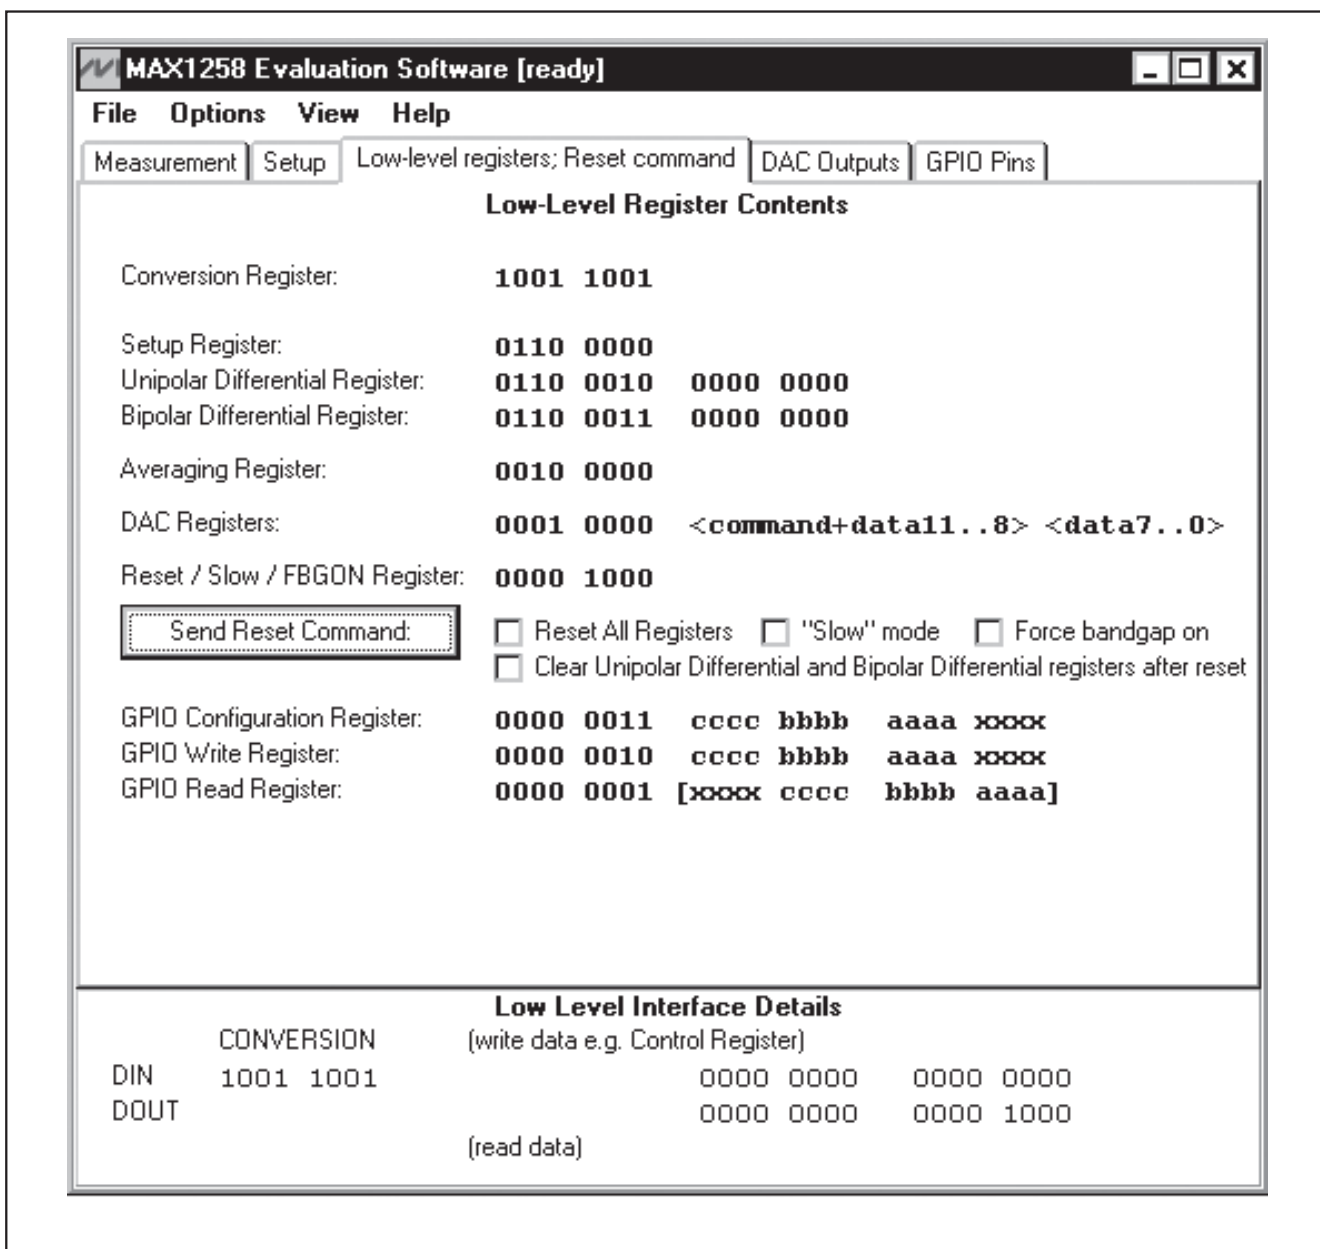 MAX1258 Evaluation Software [ready]
File Options View Help
Measurement Setup Low-level registers; Reset command DAC Outputs GPIO Pins
Low-Level Register Contents
Conversion Register: 1001 1001
Setup Register: 0110 0000
Unipolar Differential Register: 0110 0010 0000 0000
Bipolar Differential Register: 0110 0011 0000 0000
Averaging Register: 0010 0000
DAC Registers: 0001 0000 <command+data11..8> <data7..0>
Reset / Slow / FBGON Register: 0000 1000
Send Reset Command: Reset All Registers "Slow" mode Force bandgap on
Clear Unipolar Differential and Bipolar Differential registers after reset
GPIO Configuration Register: 0000 0011 cccc bbbb aaaa xxxx
GPIO Write Register: 0000 0010 cccc bbbb aaaa xxxx
GPIO Read Register: 0000 0001 [xxxx cccc bbbb aaaa]
Low Level Interface Details
CONVERSION (write data e.g. Control Register)
DIN 1001 1001 0000 0000 0000 0000
DOUT 0000 0000 0000 1000
(read data)